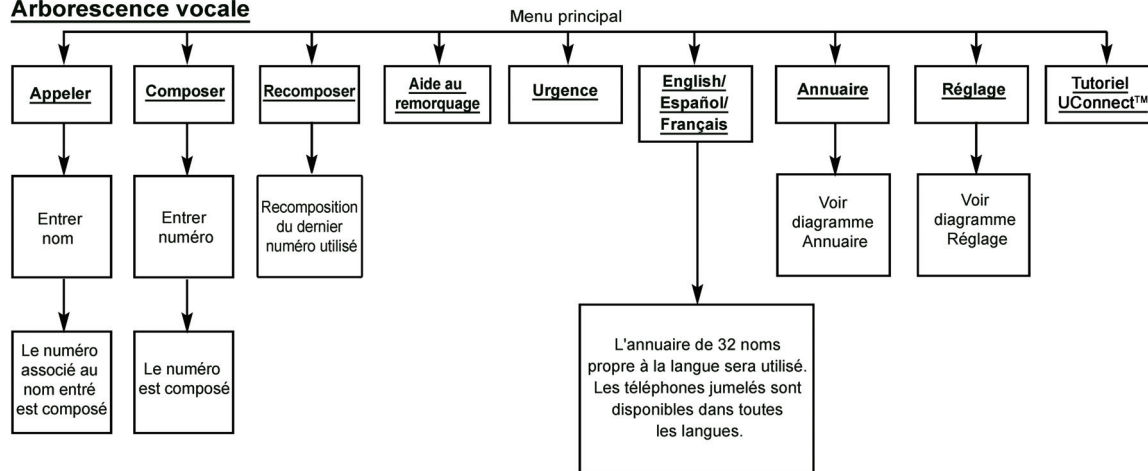 Arborescence vocale
Menu principal
Appeler
Composer
Recomposer
Aide au
remorquage
Urgence
English/
Español/
Français
Annuaire
Réglage
Tutoriel
UConnect™
Entrer
nom
Entrer
numéro
Recomposition
du dernier
numéro utilisé
Voir
diagramme
Annuaire
Voir
diagramme
Réglage
Le numéro
associé au
nom entré
est composé
Le numéro
est composé
L'annuaire de 32 noms
propre à la langue sera utilisé.
Les téléphones jumelés sont
disponibles dans toutes
les langues.